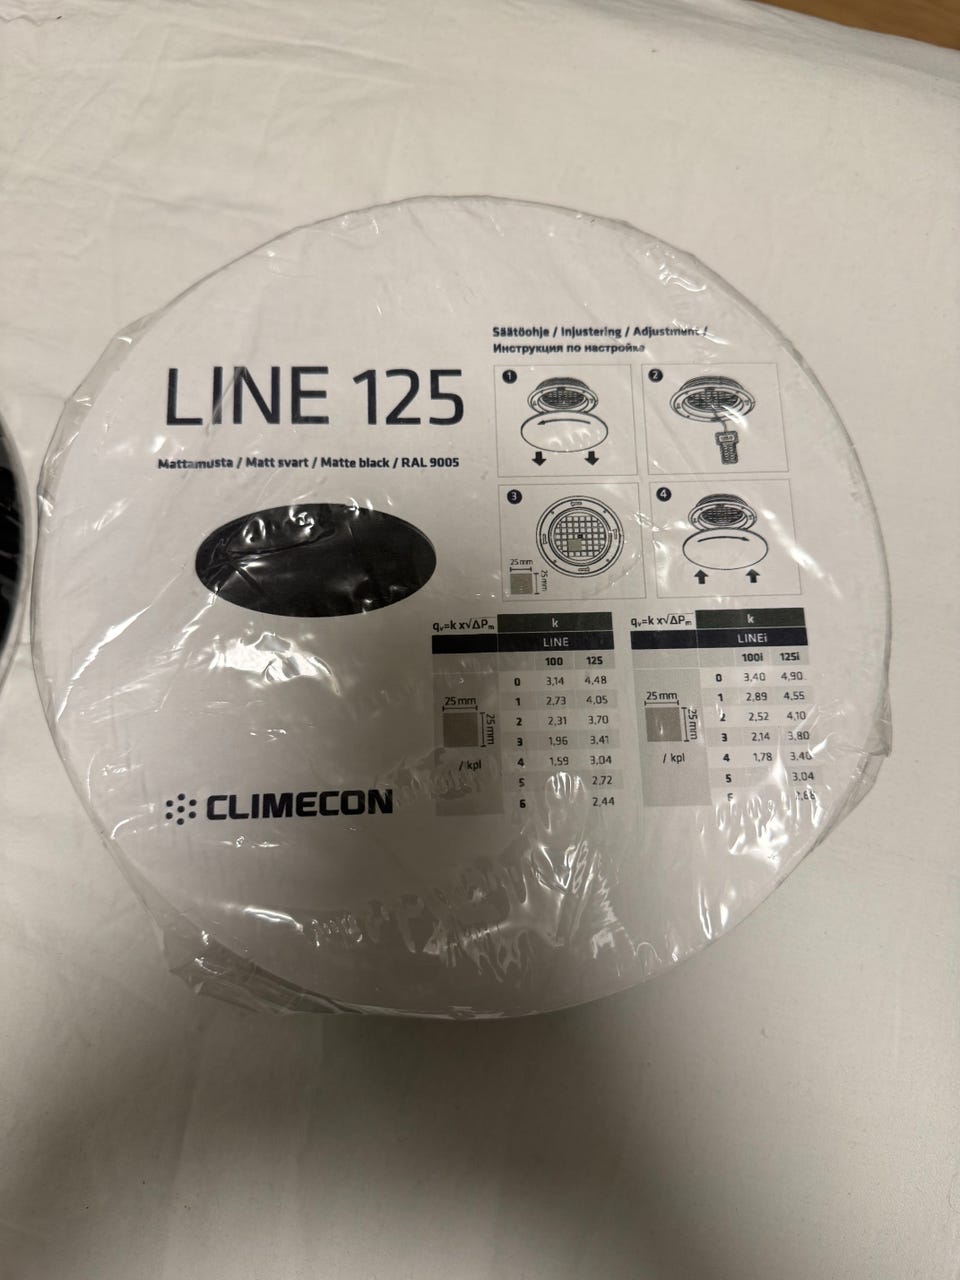 LINE 125
Mattamusta / Matt svart / Matte black / RAL 9005
CLIMECON
Säätöohje / Injustering / Adjustment /
Инструкция по настройке
1
2
3
25 mm
25 mm
4
qᵥ=k x√ΔPₘ k
LINE
100 125
0 3,14 4,48
1 2,73 4,05
2 2,31 3,70
3 1,96 3,41
4 1,59 3,04
5 2,72
6 2,44
25 mm
25 mm
/ kpl
qᵥ=k x√ΔPₘ k
LINEi
100i 125i
0 3,40 4,90
1 2,89 4,55
2 2,52 4,10
3 2,14 3,80
4 1,78 3,40
5 3,04
25 mm
25 mm
/ kpl